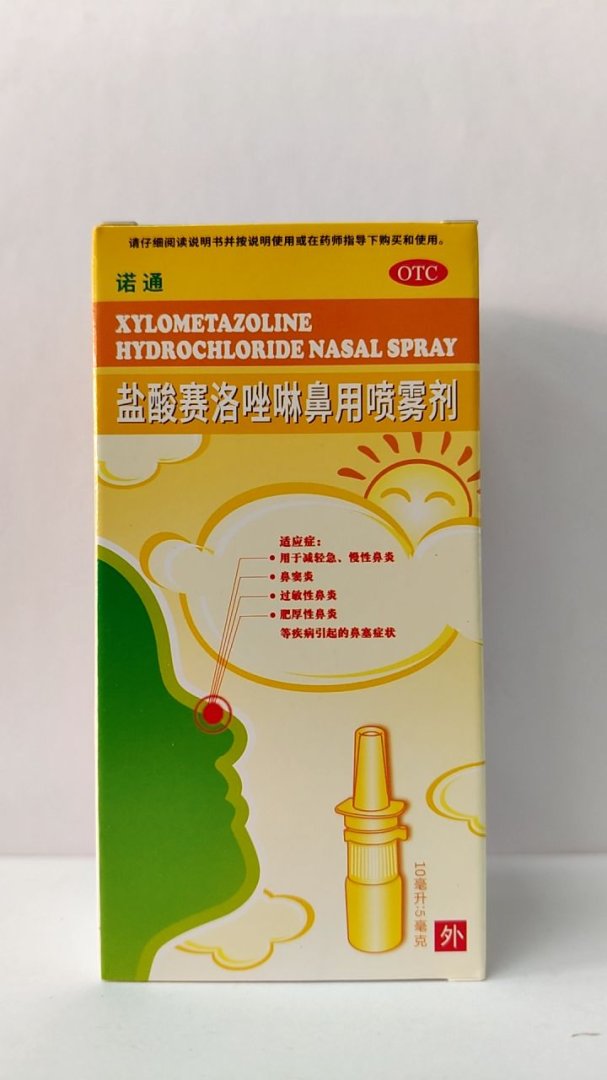 请仔细阅读说明书并按说明使用或在药师指导下购买和使用。
诺通
OTC
XYLOMETAZOLINE
HYDROCHLORIDE NASAL SPRAY
盐酸赛洛唑啉鼻用喷雾剂
适应症：
• 用于减轻急、慢性鼻炎
• 鼻窦炎
• 过敏性鼻炎
• 肥厚性鼻炎
等疾病引起的鼻塞症状
10毫升:5毫克
外